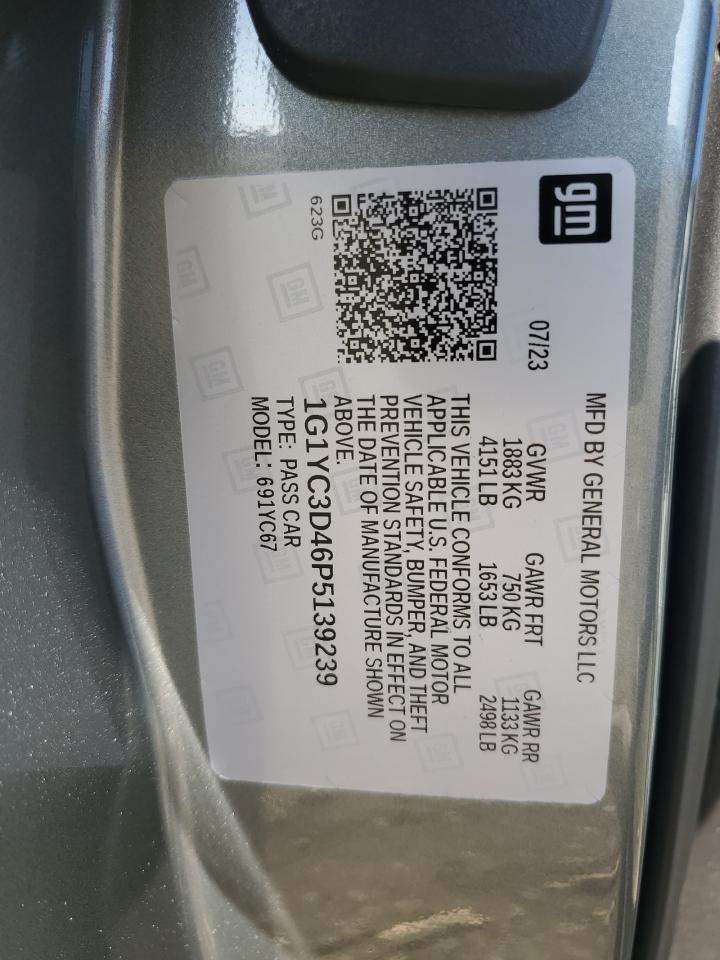 gm
MFD BY GENERAL MOTORS LLC
07/23
GVWR GAWR FRT GAWR RR
1883 KG 750 KG 1133 KG
4151 LB 1653 LB 2498 LB
THIS VEHICLE CONFORMS TO ALL
APPLICABLE U.S. FEDERAL MOTOR
VEHICLE SAFETY, BUMPER, AND THEFT
PREVENTION STANDARDS IN EFFECT ON
THE DATE OF MANUFACTURE SHOWN
ABOVE.
1G1YC3D46P5139239
TYPE: PASS CAR
MODEL: 691YC67
623G